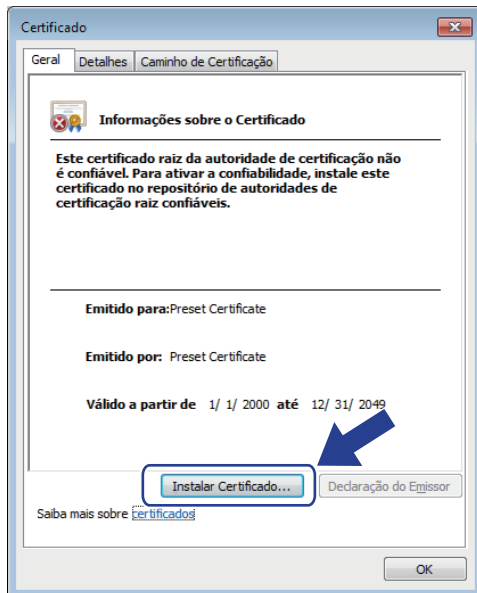 Certificado
Geral Detalhes Caminho de Certificação
Informações sobre o Certificado
Este certificado raiz da autoridade de certificação não
é confiável. Para ativar a confiabilidade, instale este
certificado no repositório de autoridades de
certificação raiz confiáveis.
Emitido para:Preset Certificate
Emitido por: Preset Certificate
Válido a partir de 1/ 1/ 2000 até 12/ 31/ 2049
Instalar Certificado... Declaração do Emissor
Saiba mais sobre certificados
OK